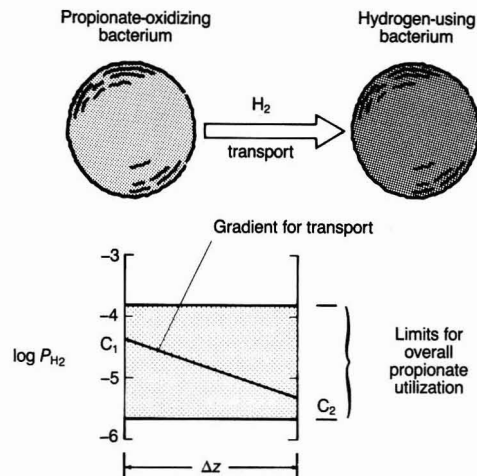 Propionate-oxidizing
bacterium
Hydrogen-using
bacterium
H2
transport
Gradient for transport
-3
-4
C1
log PH2
-5
C2
-6
Limits for
overall
propionate
utilization
Δz